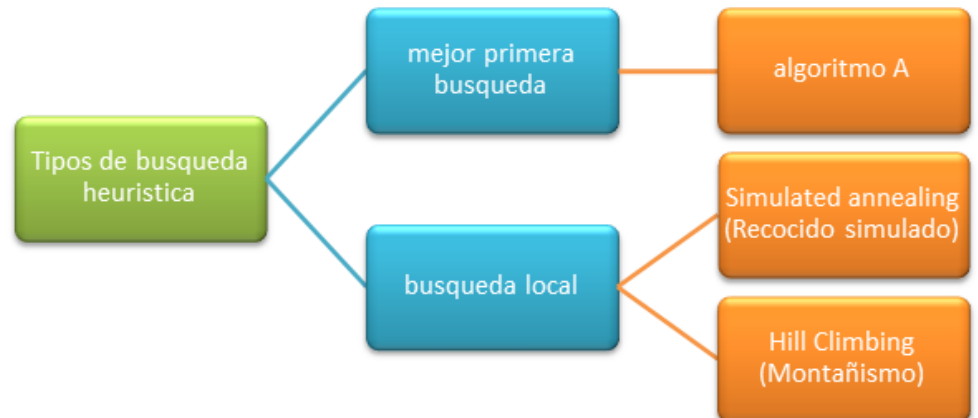 Tipos de busqueda
heuristica
mejor primera
busqueda
algoritmo A
busqueda local
Simulated annealing
(Recocido simulado)
Hill Climbing
(Montañismo)